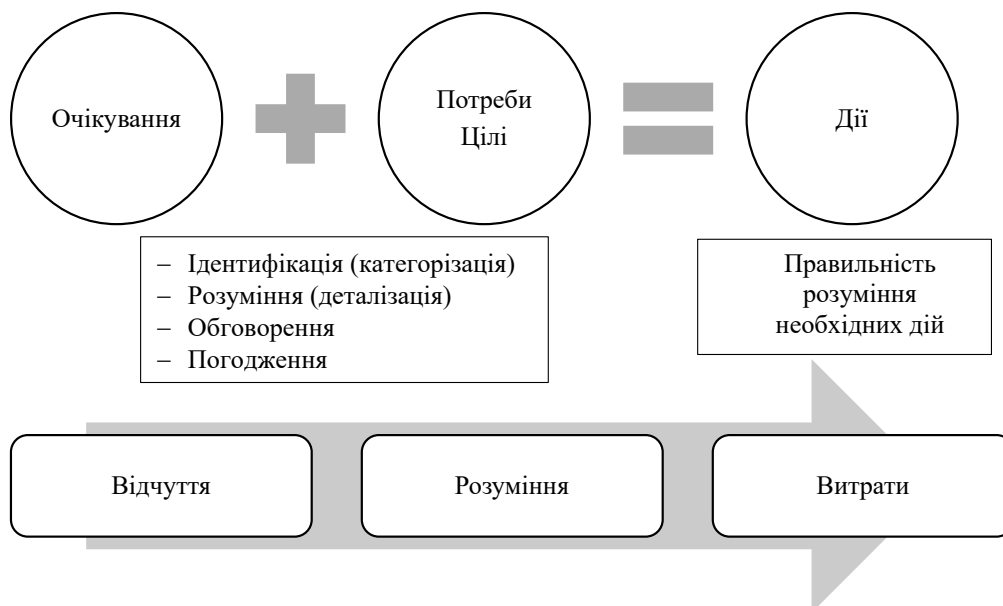 Очікування
Потреби
Цілі
Дії
– Ідентифікація (категорізація)
– Розуміння (деталізація)
– Обговорення
– Погодження
Правильність
розуміння
необхідних дій
Відчуття
Розуміння
Витрати